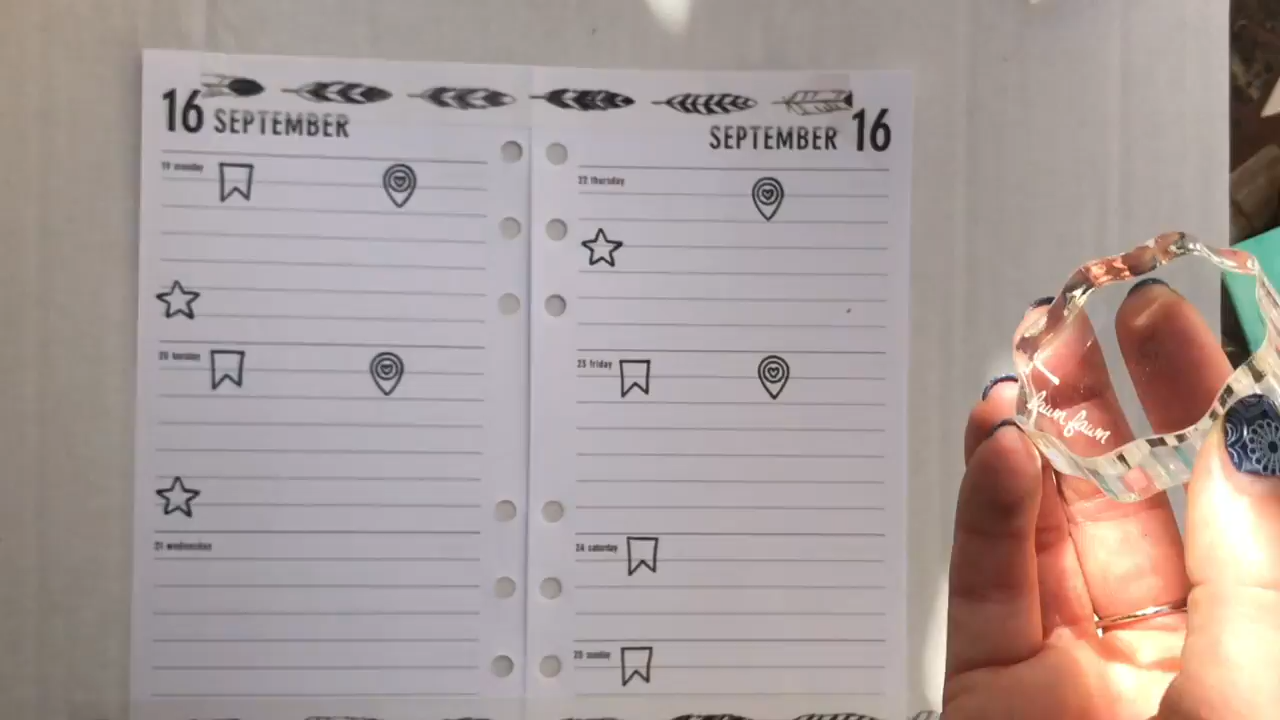 16 SEPTEMBER
19 monday
20 tuesday
21 wednesday
SEPTEMBER 16
22 thursday
23 friday
24 saturday
25 sunday
lawn fawn